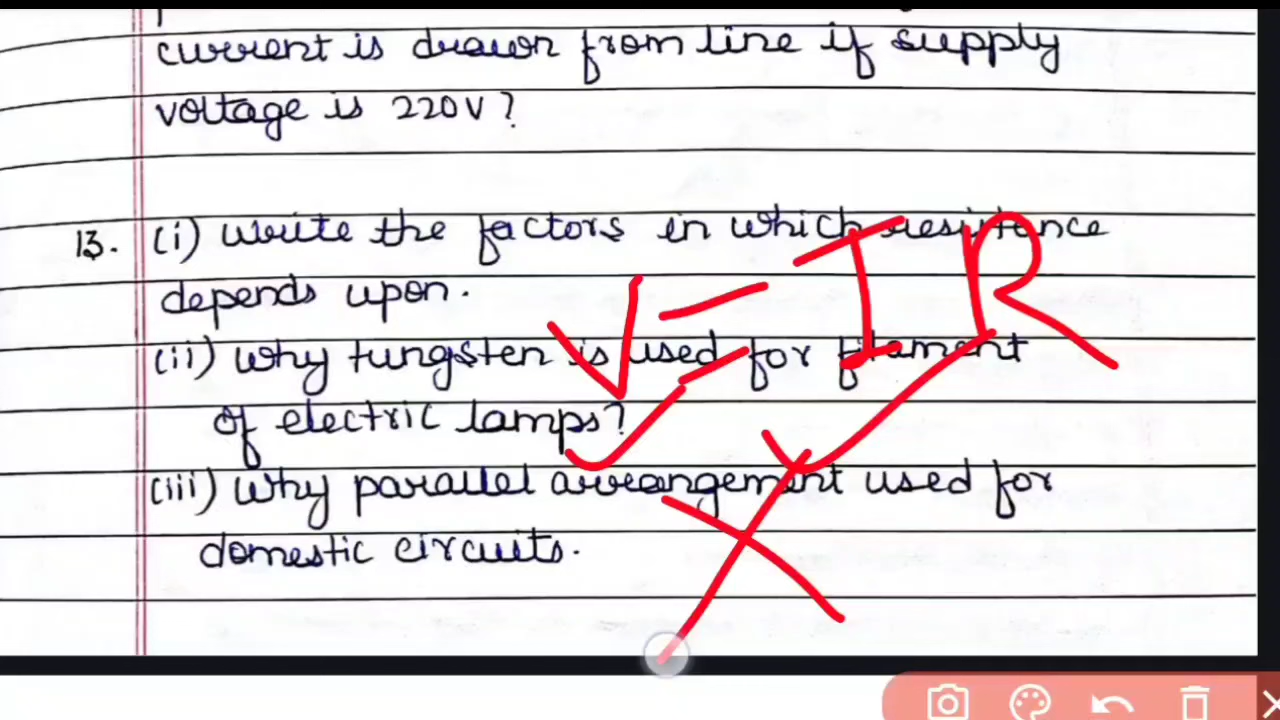 current is drawn from line if supply
voltage is 220V?
13. (i) write the factors in which resistance
depends upon.
V = IR
(ii) why tungsten is used for filament
of electric lamps?
(iii) why parallel arrangement used for
domestic circuits.